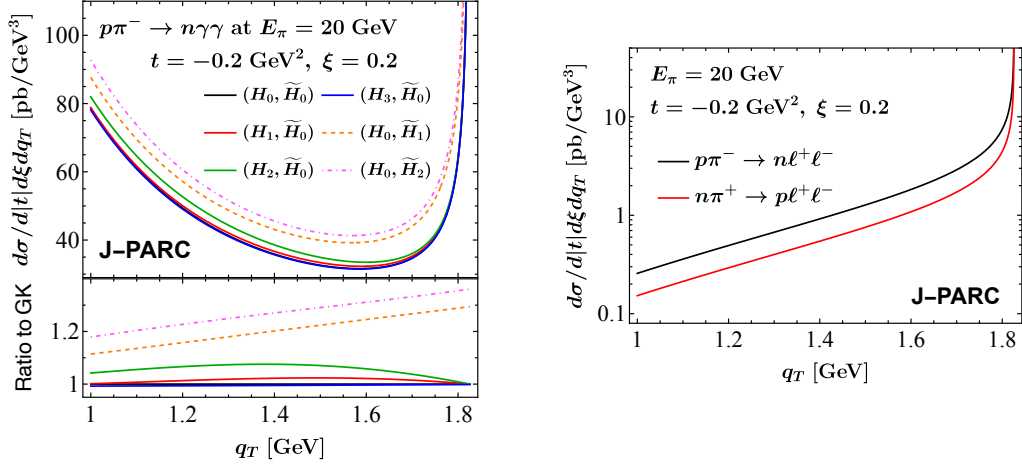 pπ⁻ → nγγ at E_π = 20 GeV
t = −0.2 GeV², ξ = 0.2
(H₀, H̃₀) (H₃, H̃₀)
(H₁, H̃₀) (H₀, H̃₁)
(H₂, H̃₀) (H₀, H̃₂)
J–PARC
dσ/d|t|dξdq_T [pb/GeV³]
100
80
60
40
Ratio to GK
1.2
1
1 1.2 1.4 1.6 1.8
q_T [GeV]
E_π = 20 GeV
t = −0.2 GeV², ξ = 0.2
pπ⁻ → nℓ⁺ℓ⁻
nπ⁺ → pℓ⁺ℓ⁻
J–PARC
dσ/d|t|dξdq_T [pb/GeV³]
10
1
0.1
1 1.2 1.4 1.6 1.8
q_T [GeV]